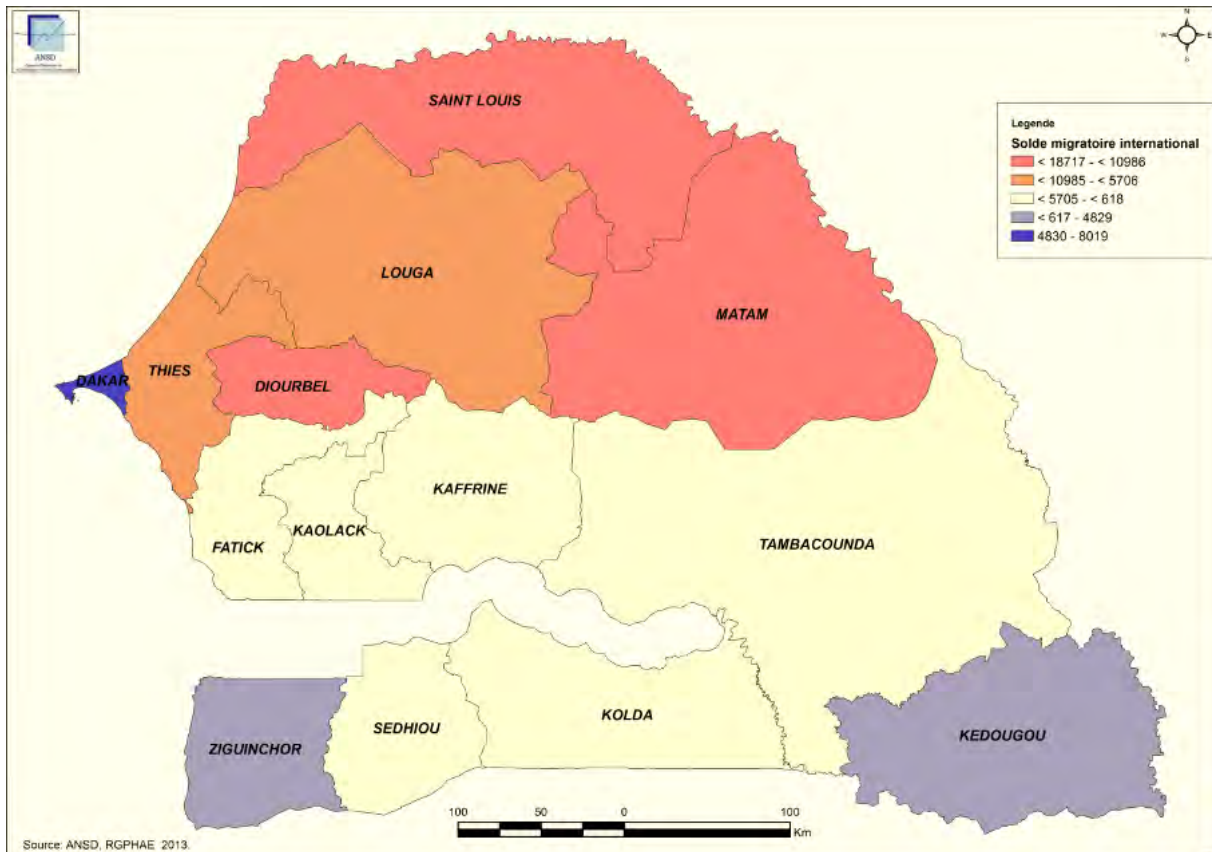 ANSD
N
W
E
S
SAINT LOUIS
Legende
Solde migratoire international
< 18717 - < 10986
< 10985 - < 5706
< 5705 - < 618
< 617 - 4829
4830 - 8019
LOUGA
MATAM
DAKAR
THIES
DIOURBEL
KAFFRINE
KAOLACK
FATICK
TAMBACOUNDA
KOLDA
SEDHIOU
ZIGUINCHOR
KEDOUGOU
100 50 0 100
Km
Source: ANSD, RGPHAE 2013.